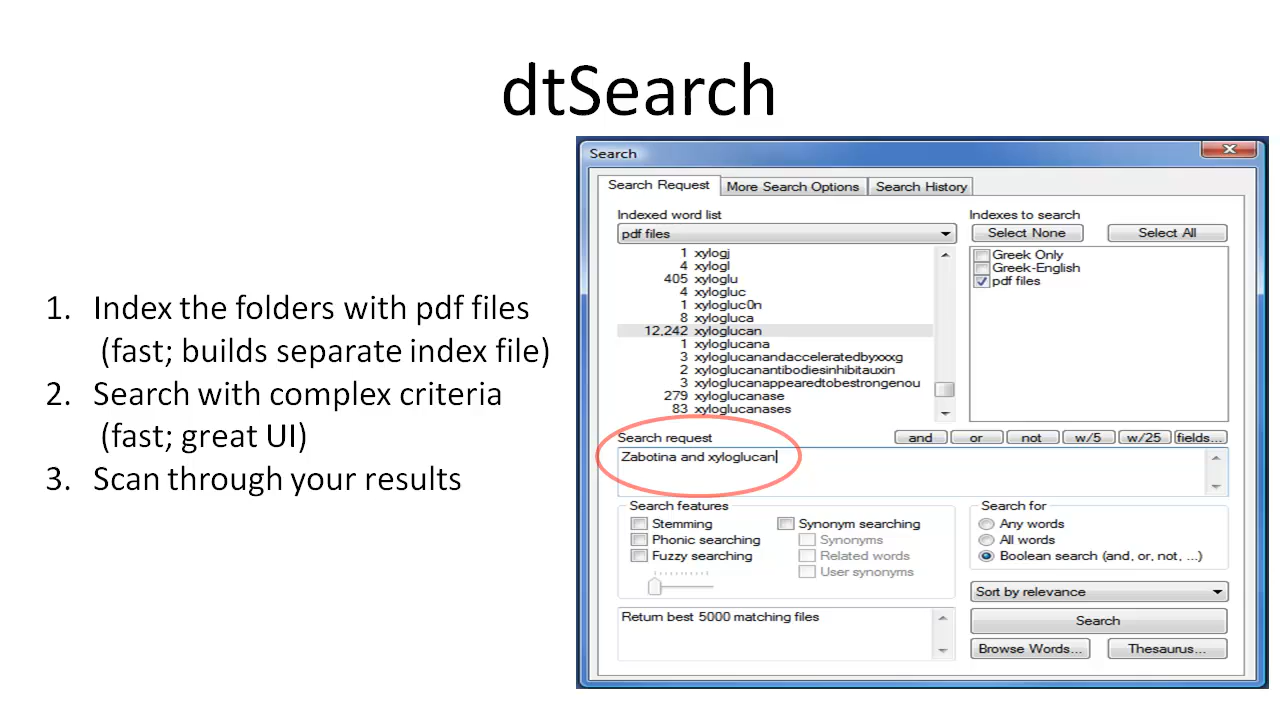 dtSearch
1. Index the folders with pdf files
(fast; builds separate index file)
2. Search with complex criteria
(fast; great UI)
3. Scan through your results
Search
Search Request
More Search Options
Search History
Indexed word list
pdf files
1 xylogj
4 xylogl
405 xyloglu
4 xylogluc
1 xylogluc0n
8 xylogluca
12,242 xyloglucan
1 xyloglucana
3 xyloglucanandacceleratedbyxxxg
2 xyloglucanantibodiesinhibitauxin
3 xyloglucanappearedtobestrongenou
279 xyloglucanase
83 xyloglucanases
Indexes to search
Select None
Select All
Greek Only
Greek-English
pdf files
Search request
and
or
not
w/5
w/25
fields...
Zabotina and xyloglucan
Search features
Stemming
Phonic searching
Fuzzy searching
Synonym searching
Synonyms
Related words
User synonyms
Search for
Any words
All words
Boolean search (and, or, not, ...)
Sort by relevance
Return best 5000 matching files
Search
Browse Words...
Thesaurus...